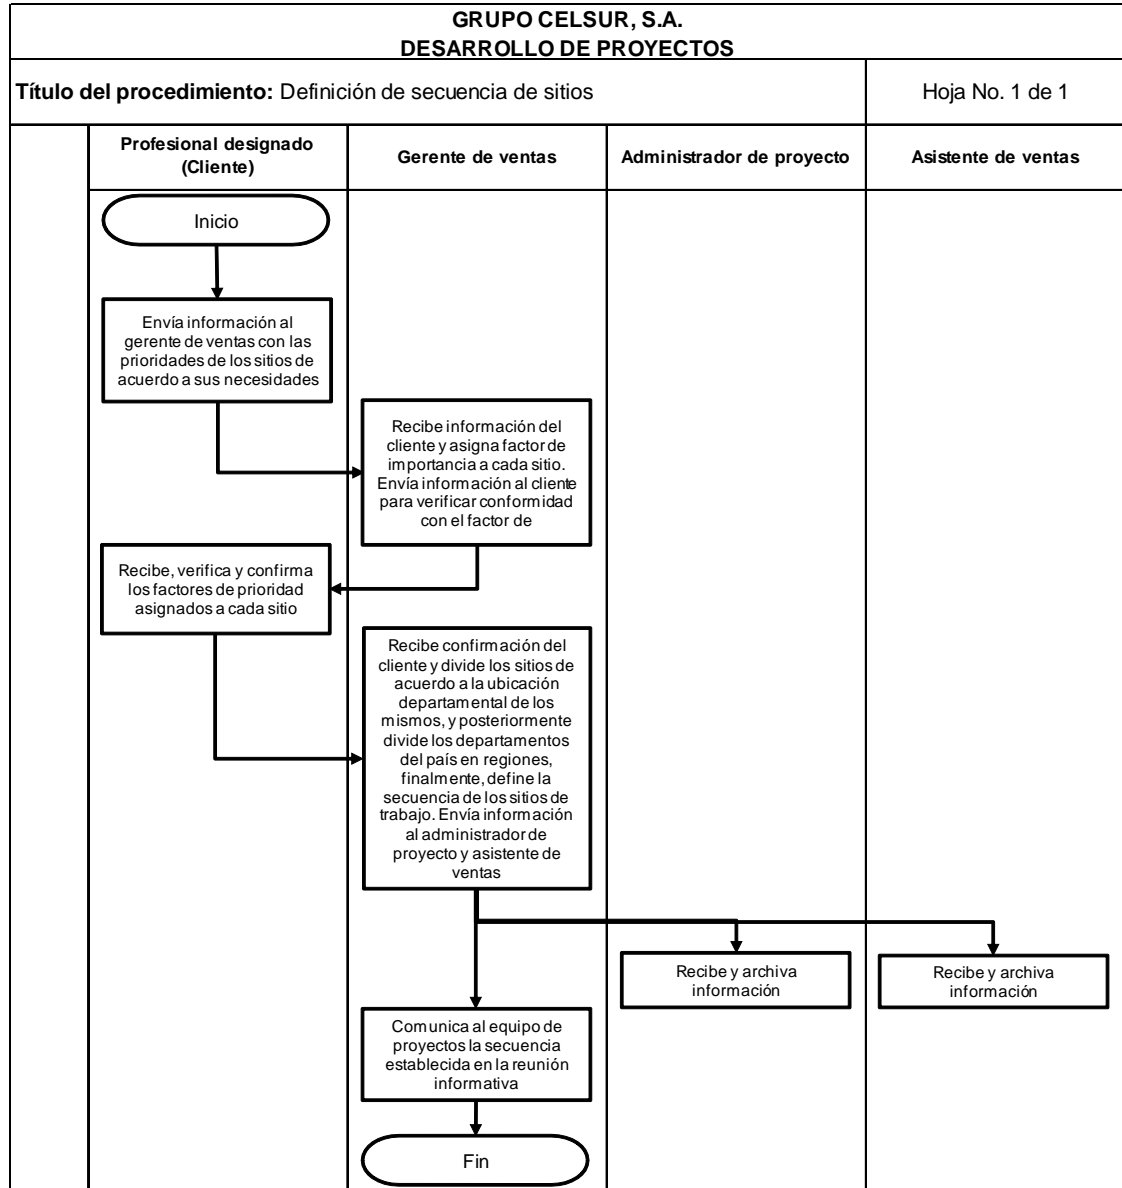 GRUPO CELSUR, S.A.
DESARROLLO DE PROYECTOS
Título del procedimiento: Definición de secuencia de sitios
Hoja No. 1 de 1
Profesional designado
(Cliente)
Gerente de ventas
Administrador de proyecto
Asistente de ventas
Inicio
Envía información al
gerente de ventas con las
prioridades de los sitios de
acuerdo a sus necesidades
Recibe información del
cliente y asigna factor de
importancia a cada sitio.
Envía información al cliente
para verificar conformidad
con el factor de
Recibe, verifica y confirma
los factores de prioridad
asignados a cada sitio
Recibe confirmación del
cliente y divide los sitios de
acuerdo a la ubicación
departamental de los
mismos, y posteriormente
divide los departamentos
del país en regiones,
finalmente, define la
secuencia de los sitios de
trabajo. Envía información
al administrador de
proyecto y asistente de
ventas
Recibe y archiva
información
Recibe y archiva
información
Comunica al equipo de
proyectos la secuencia
establecida en la reunión
informativa
Fin